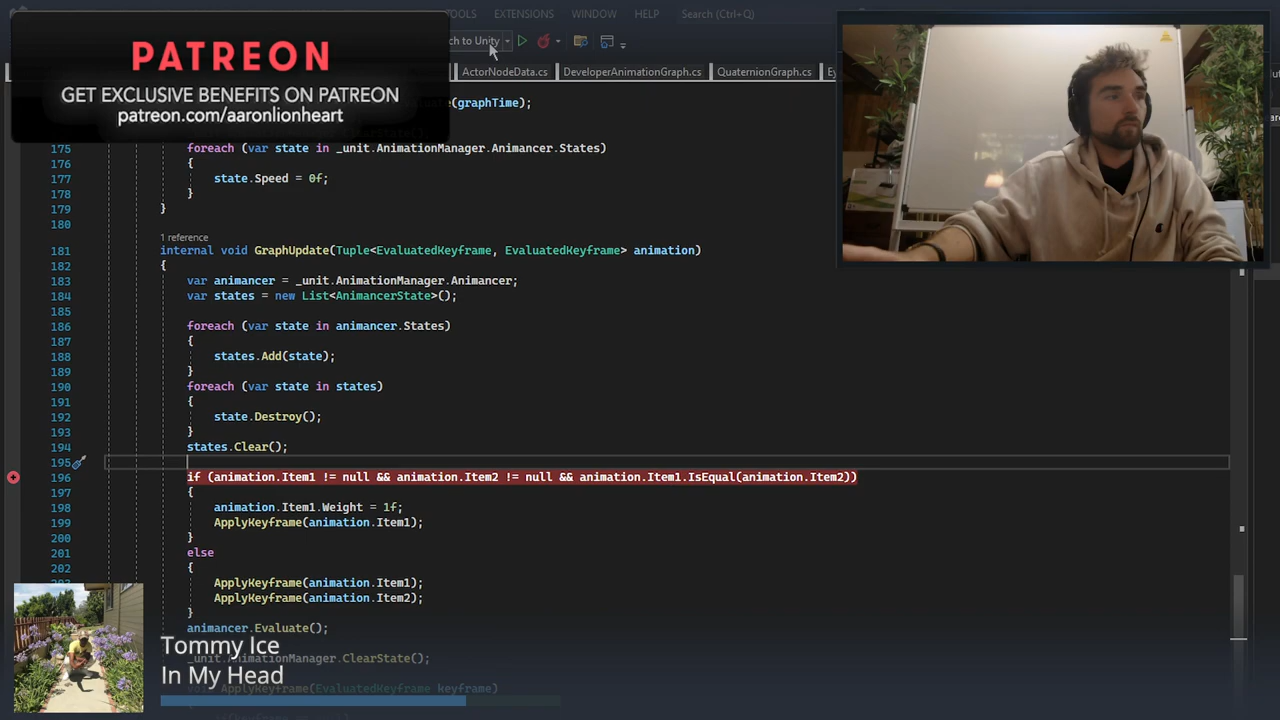 TOOLS EXTENSIONS WINDOW HELP Search (Ctrl+Q)
PATREON
GET EXCLUSIVE BENEFITS ON PATREON
patreon.com/aaronlionheart
ch to Unity
ActorNodeData.cs DeveloperAnimationGraph.cs QuaternionGraph.cs
(graphTime);
175 foreach (var state in _unit.AnimationManager.Animancer.States)
176 {
177 state.Speed = 0f;
178 }
179 }
180
1 reference
181 internal void GraphUpdate(Tuple<EvaluatedKeyframe, EvaluatedKeyframe> animation)
182 {
183 var animancer = _unit.AnimationManager.Animancer;
184 var states = new List<AnimancerState>();
185
186 foreach (var state in animancer.States)
187 {
188 states.Add(state);
189 }
190 foreach (var state in states)
191 {
192 state.Destroy();
193 }
194 states.Clear();
195
196 if (animation.Item1 != null && animation.Item2 != null && animation.Item1.IsEqual(animation.Item2))
197 {
198 animation.Item1.Weight = 1f;
199 ApplyKeyframe(animation.Item1);
200 }
201 else
202 {
ApplyKeyframe(animation.Item1);
ApplyKeyframe(animation.Item2);
}
animancer.Evaluate();
_unit.AnimationManager.ClearState();
void ApplyKeyframe(EvaluatedKeyframe keyframe)
Tommy Ice
In My Head